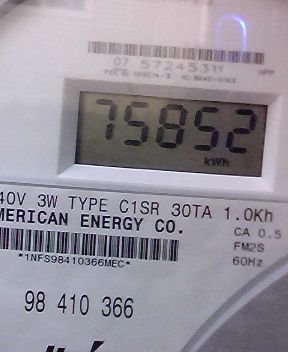 07 57245311
75852
kWh
40V 3W TYPE C1SR 30TA 1.0Kh
MERICAN ENERGY CO.
CA 0.5
*1NFS98410366MEC*
FM2S
60Hz
98 410 366